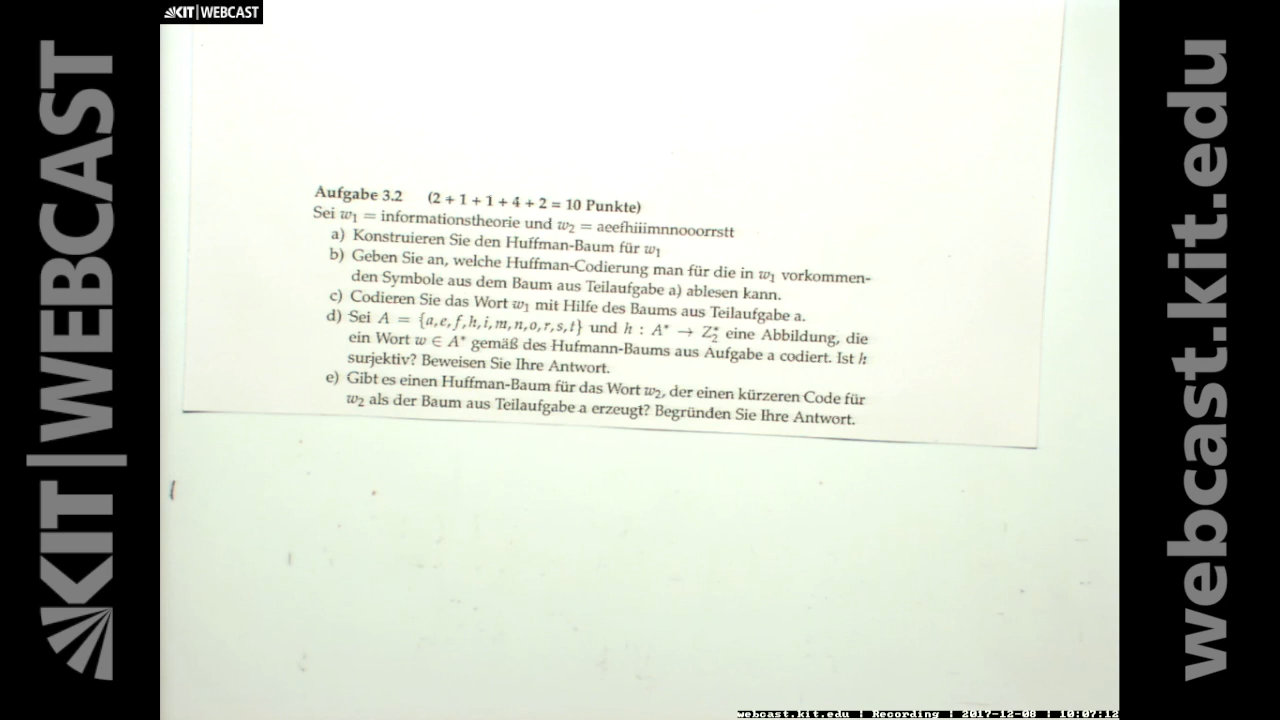 KIT|WEBCAST
KIT|WEBCAST
webcast.kit.edu
Aufgabe 3.2 (2 + 1 + 1 + 4 + 2 = 10 Punkte)
Sei w₁ = informationstheorie und w₂ = aeefhiiimnnooorrstt
a) Konstruieren Sie den Huffman-Baum für w₁
b) Geben Sie an, welche Huffman-Codierung man für die in w₁ vorkommen-
den Symbole aus dem Baum aus Teilaufgabe a) ablesen kann.
c) Codieren Sie das Wort w₁ mit Hilfe des Baums aus Teilaufgabe a.
d) Sei A = {a,e,f,h,i,m,n,o,r,s,t} und h : A* → Z₂* eine Abbildung, die
ein Wort w ∈ A* gemäß des Hufmann-Baums aus Aufgabe a codiert. Ist h
surjektiv? Beweisen Sie Ihre Antwort.
e) Gibt es einen Huffman-Baum für das Wort w₂, der einen kürzeren Code für
w₂ als der Baum aus Teilaufgabe a erzeugt? Begründen Sie Ihre Antwort.
webcast.kit.edu | Recording | 2017-12-08 | 10:07:12